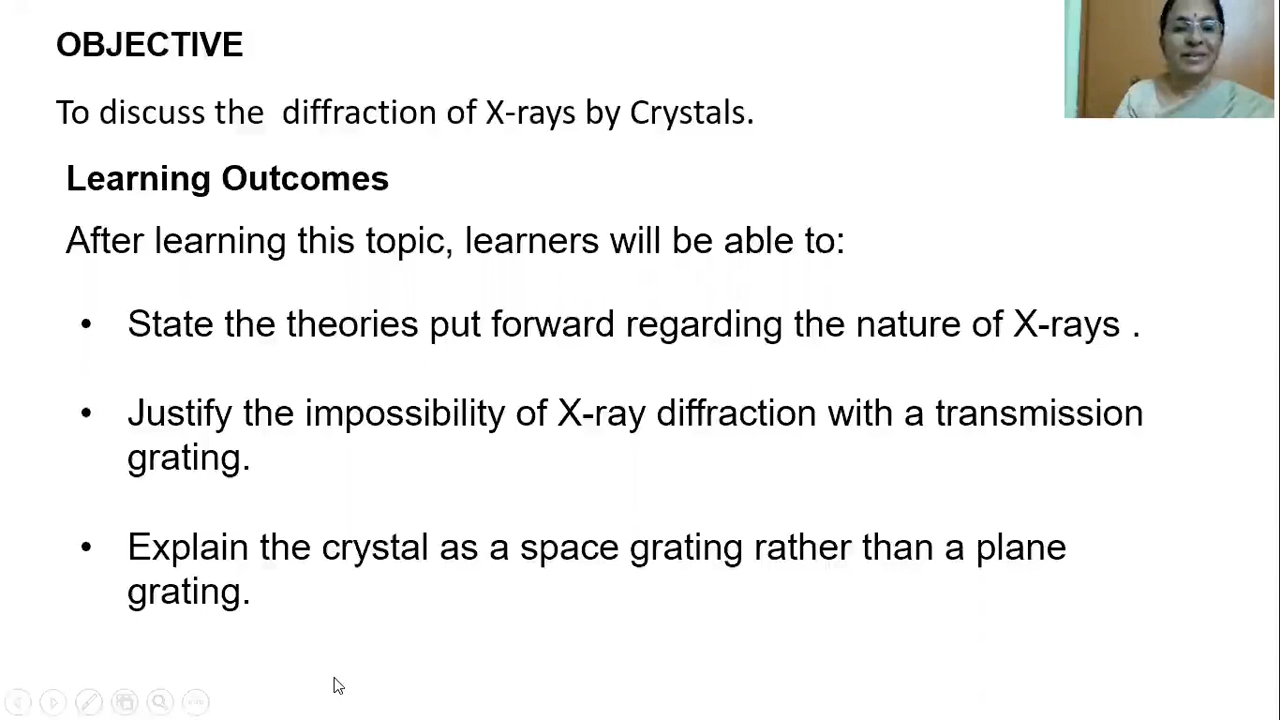 OBJECTIVE
To discuss the  diffraction of X-rays by Crystals.
Learning Outcomes
After learning this topic, learners will be able to:
• State the theories put forward regarding the nature of X-rays .
• Justify the impossibility of X-ray diffraction with a transmission
grating.
• Explain the crystal as a space grating rather than a plane
grating.